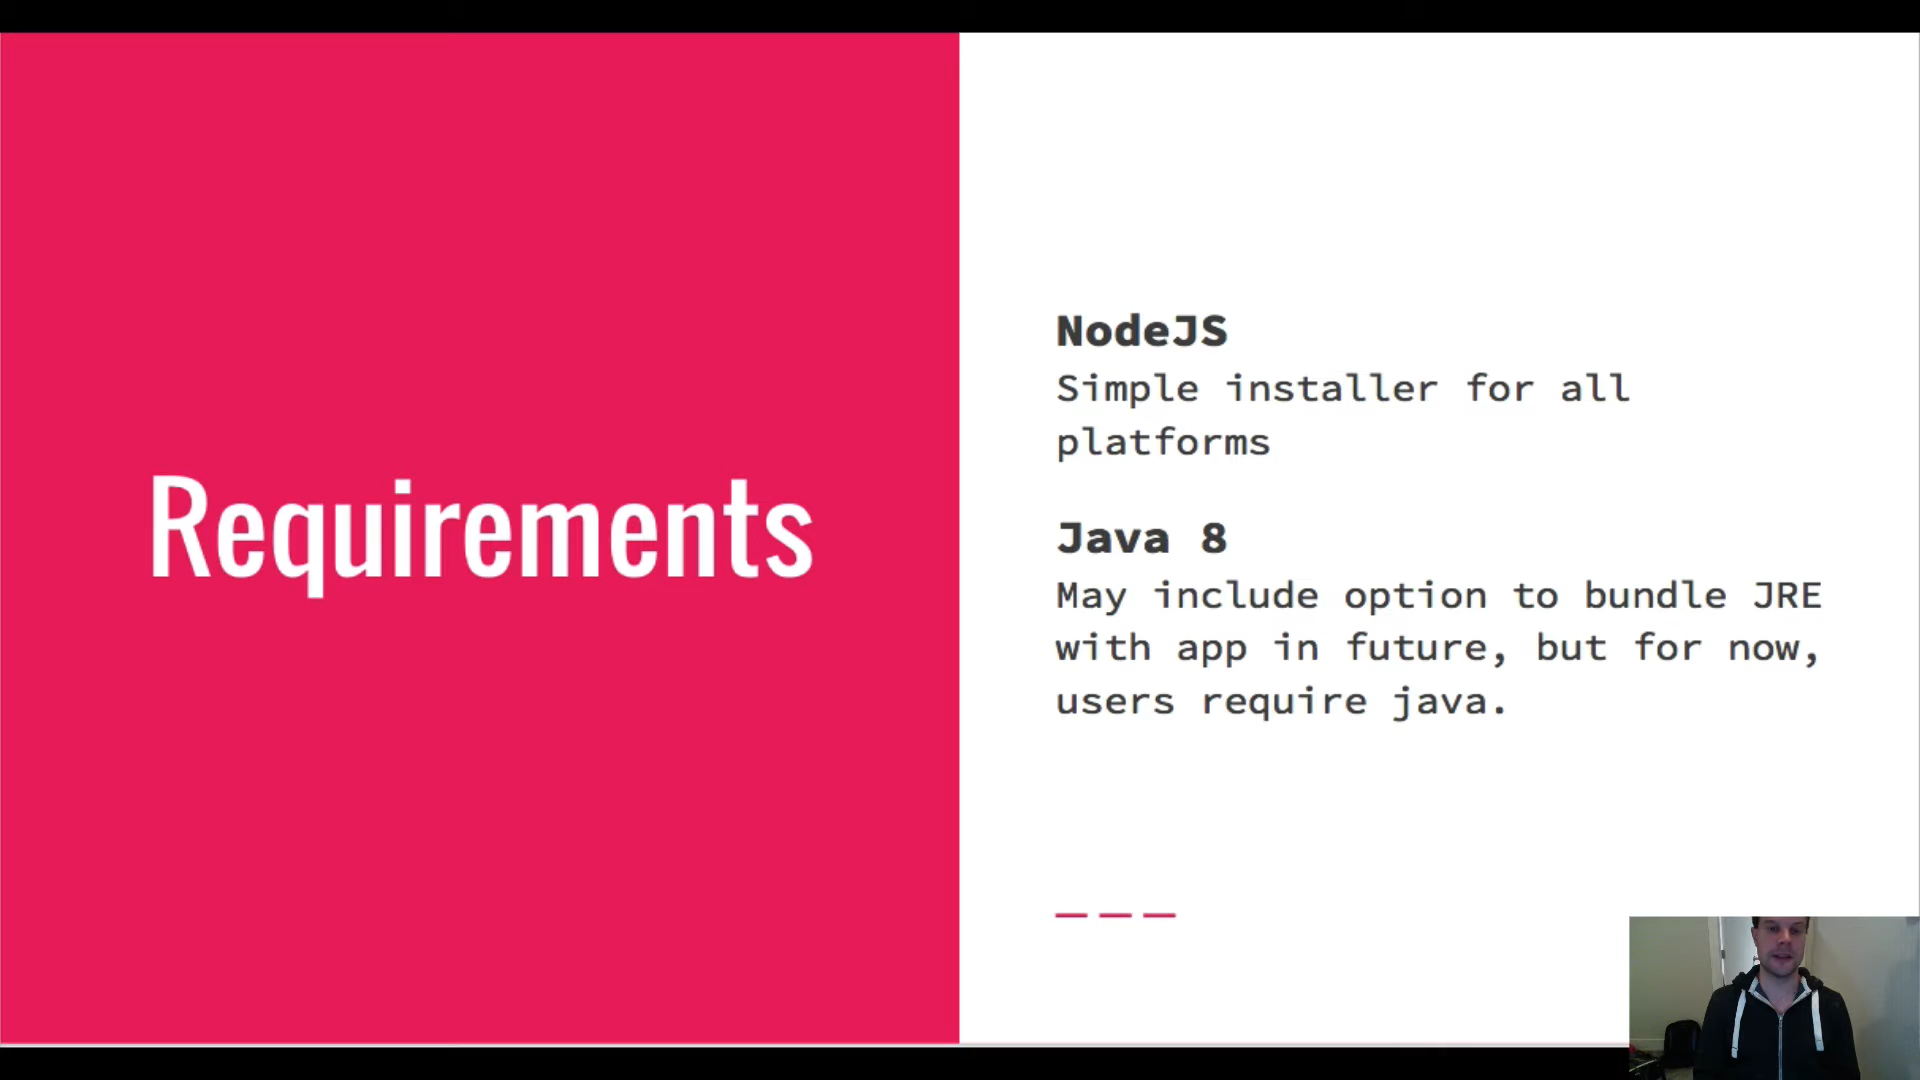 Requirements
NodeJS
Simple installer for all
platforms
Java 8
May include option to bundle JRE
with app in future, but for now,
users require java.